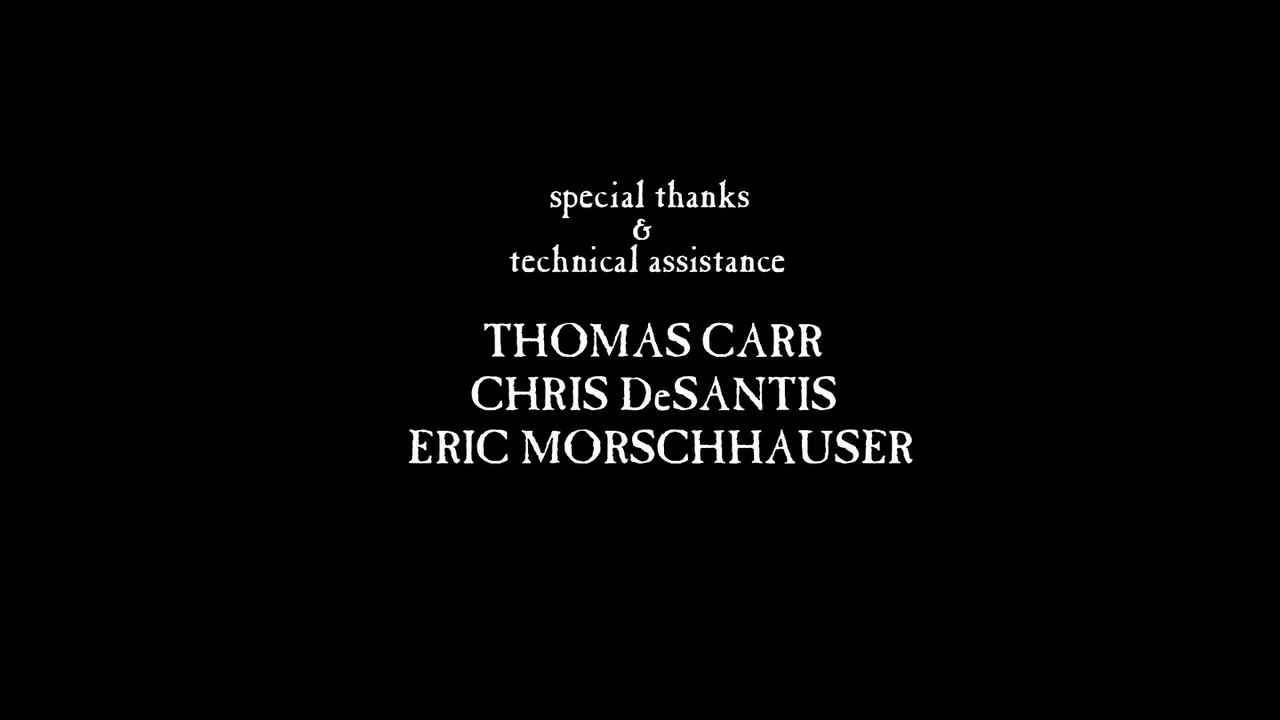 special thanks
&
technical assistance
THOMAS CARR
CHRIS DeSANTIS
ERIC MORSCHHAUSER